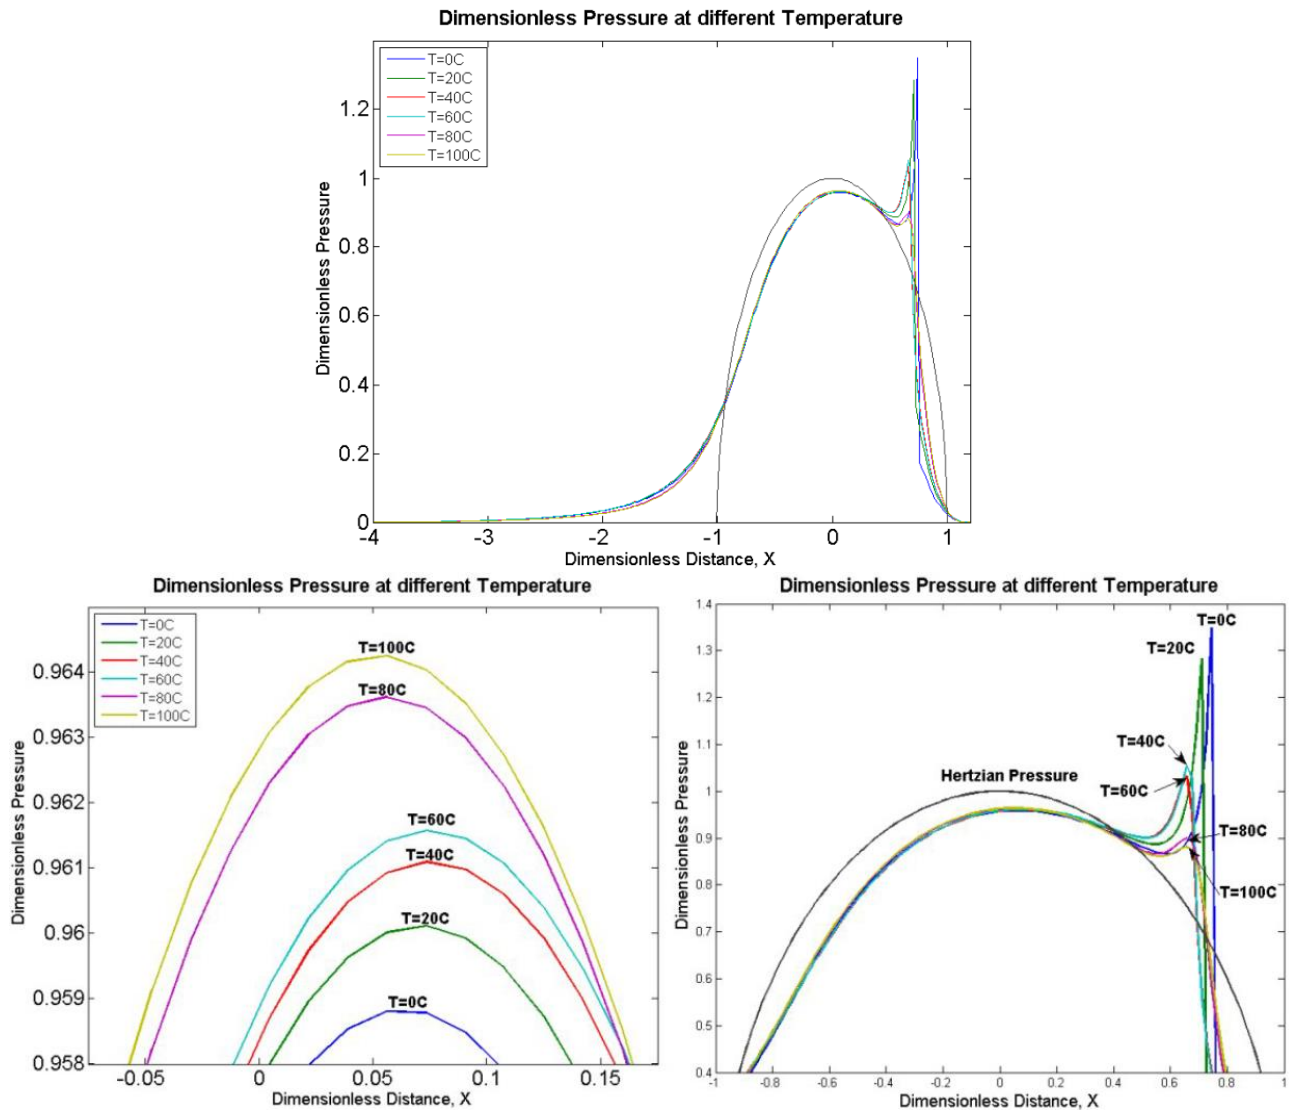 Dimensionless Pressure at different Temperature
T=0C
T=20C
T=40C
T=60C
T=80C
T=100C
1.2
1
0.8
0.6
0.4
0.2
0
-4
-3
-2
-1
0
1
Dimensionless Pressure
Dimensionless Distance, X
Dimensionless Pressure at different Temperature
T=0C
T=20C
T=40C
T=60C
T=80C
T=100C
T=100C
T=80C
T=60C
T=40C
T=20C
T=0C
0.964
0.963
0.962
0.961
0.96
0.959
0.958
-0.05
0
0.05
0.1
0.15
Dimensionless Pressure
Dimensionless Distance, X
Dimensionless Pressure at different Temperature
T=0C
T=20C
T=40C
T=60C
Hertzian Pressure
T=80C
T=100C
1.4
1.3
1.2
1.1
1
0.9
0.8
0.7
0.6
0.5
0.4
-1
-0.8
-0.6
-0.4
-0.2
0
0.2
0.4
0.6
0.8
1
Dimensionless Pressure
Dimensionless Distance, X